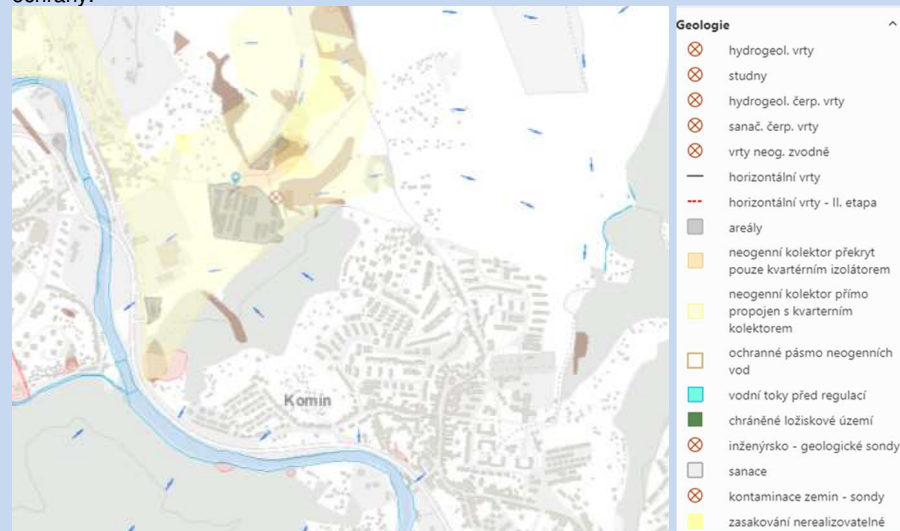 ochrany.
Geologie
hydrogeol. vrty
studny
hydrogeol. čerp. vrty
sanač. čerp. vrty
vrty neog. zvodně
horizontální vrty
horizontální vrty - II. etapa
areály
neogenní kolektor překryt
pouze kvartérním izolátorem
neogenní kolektor přímo
propojen s kvarterním
kolektorem
ochranné pásmo neogenních
vod
vodní toky před regulací
chráněné ložiskové území
inženýrsko - geologické sondy
sanace
kontaminace zemin - sondy
zasakování nerealizovatelné
Komín